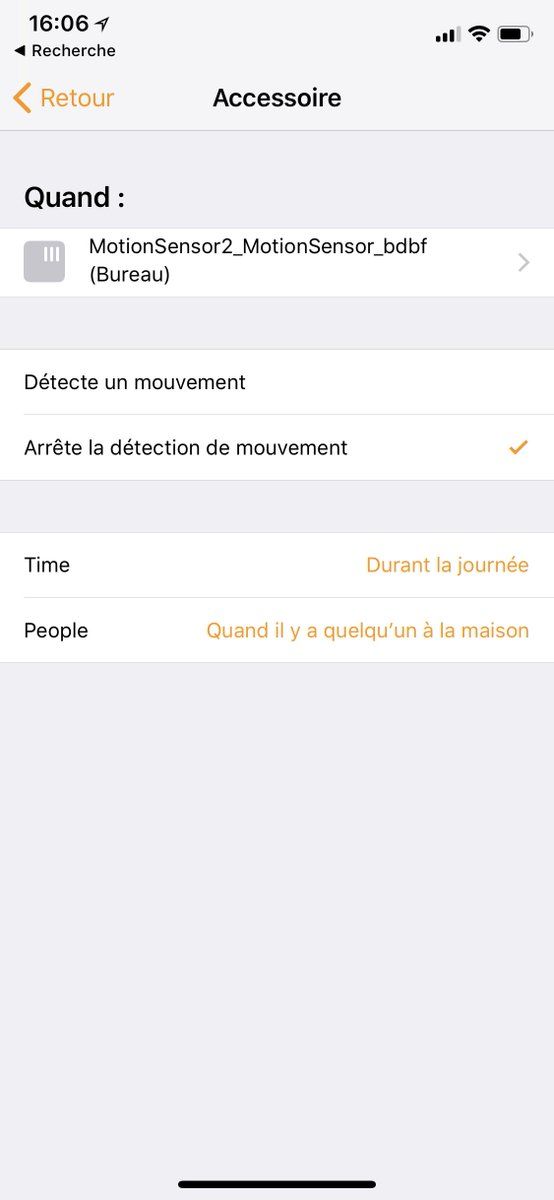 16:06
◀ Recherche
Retour
Accessoire
Quand :
MotionSensor2_MotionSensor_bdbf
(Bureau)
Détecte un mouvement
Arrête la détection de mouvement
Time
Durant la journée
People
Quand il y a quelqu’un à la maison